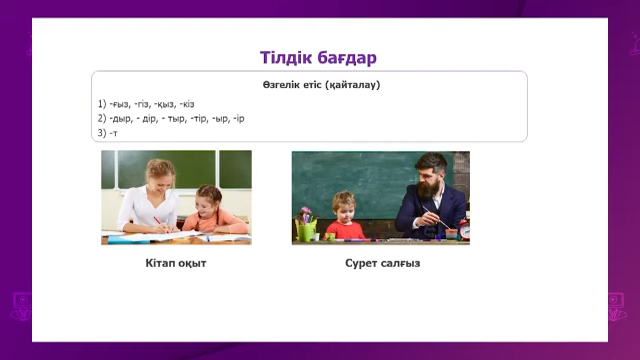 Тілдік бағдар
Өзгелік етіс (қайталау)
1) -ғыз, -гіз, -қыз, -кіз
2) -дыр, - дір, - тыр, -тір, -ыр, -ір
3) -т
Кітап оқыт
Сурет салғыз